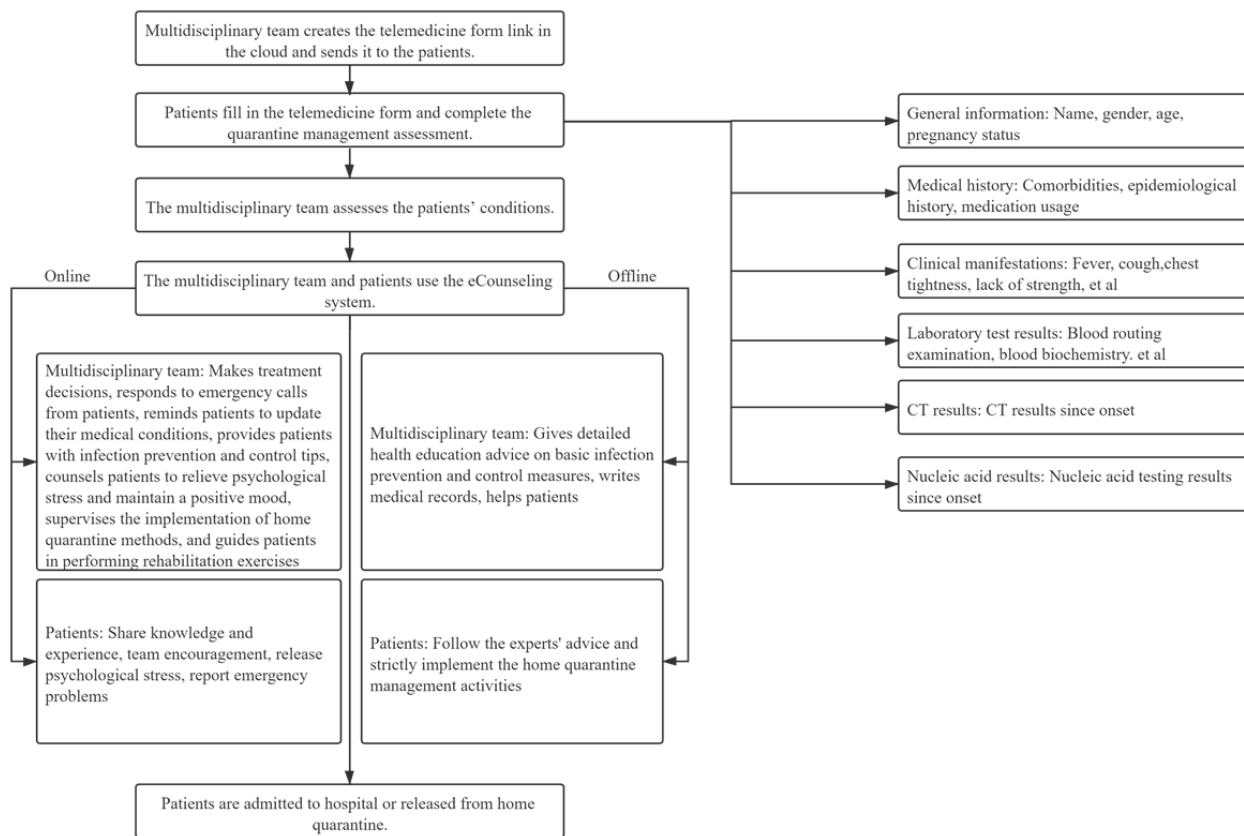 Multidisciplinary team creates the telemedicine form link in
the cloud and sends it to the patients.
Patients fill in the telemedicine form and complete the
quarantine management assessment.
The multidisciplinary team assesses the patients’ conditions.
Online
The multidisciplinary team and patients use the eCounseling
system.
Offline
Multidisciplinary team: Makes treatment
decisions, responds to emergency calls
from patients, reminds patients to update
their medical conditions, provides patients
with infection prevention and control tips,
counsels patients to relieve psychological
stress and maintain a positive mood,
supervises the implementation of home
quarantine methods, and guides patients
in performing rehabilitation exercises
Multidisciplinary team: Gives detailed
health education advice on basic infection
prevention and control measures, writes
medical records, helps patients
Patients: Share knowledge and
experience, team encouragement, release
psychological stress, report emergency
problems
Patients: Follow the experts' advice and
strictly implement the home quarantine
management activities
Patients are admitted to hospital or released from home
quarantine.
General information: Name, gender, age,
pregnancy status
Medical history: Comorbidities, epidemiological
history, medication usage
Clinical manifestations: Fever, cough,chest
tightness, lack of strength, et al
Laboratory test results: Blood routing
examination, blood biochemistry. et al
CT results: CT results since onset
Nucleic acid results: Nucleic acid testing results
since onset